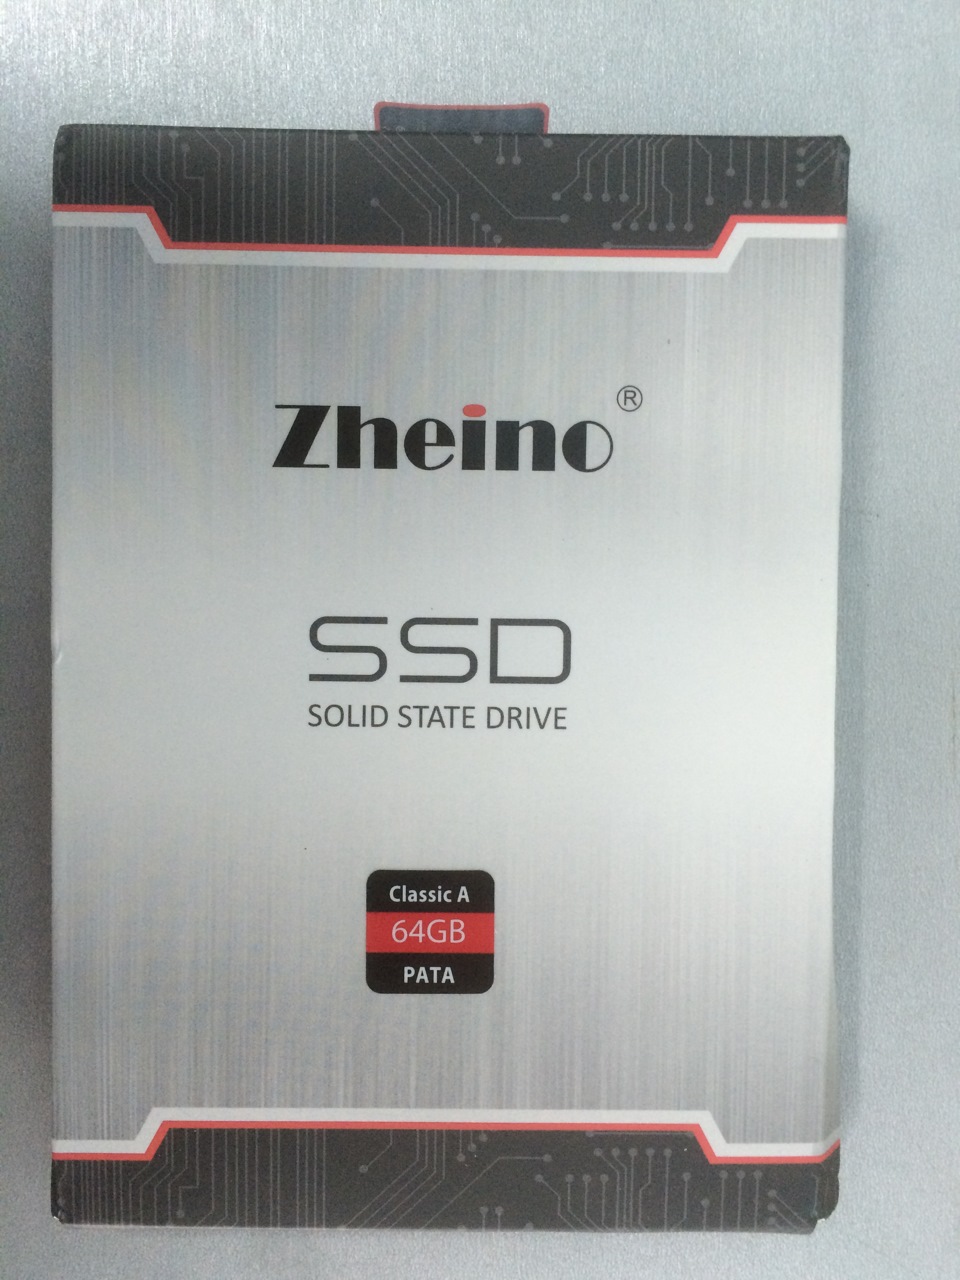 Zheino ®
SSD
SOLID STATE DRIVE
Classic A
64GB
PATA